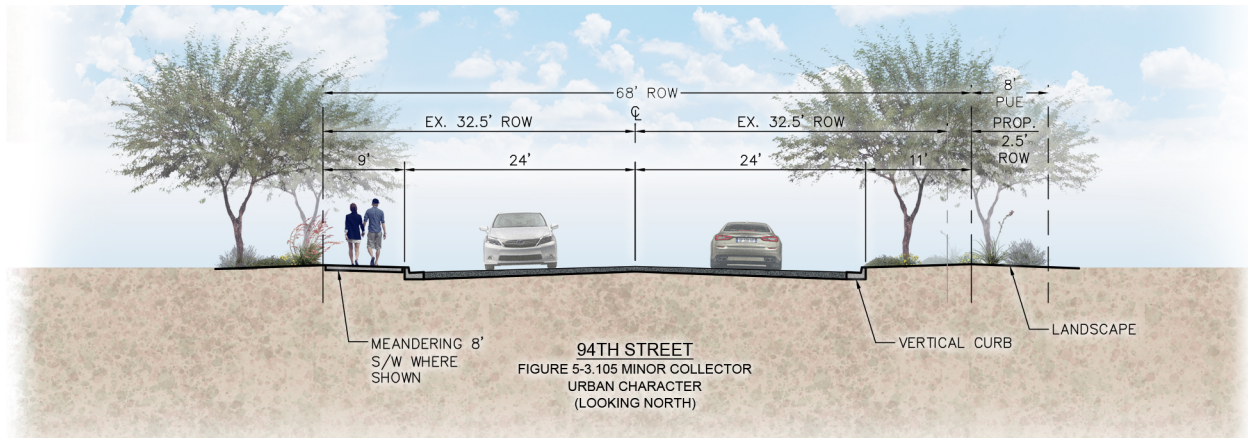 68' ROW
8'
PUE
℄
EX. 32.5' ROW
EX. 32.5' ROW
PROP.
2.5'
ROW
9'
24'
24'
11'
MEANDERING 8'
S/W WHERE
SHOWN
VERTICAL CURB
LANDSCAPE
94TH STREET
FIGURE 5-3.105 MINOR COLLECTOR
URBAN CHARACTER
(LOOKING NORTH)